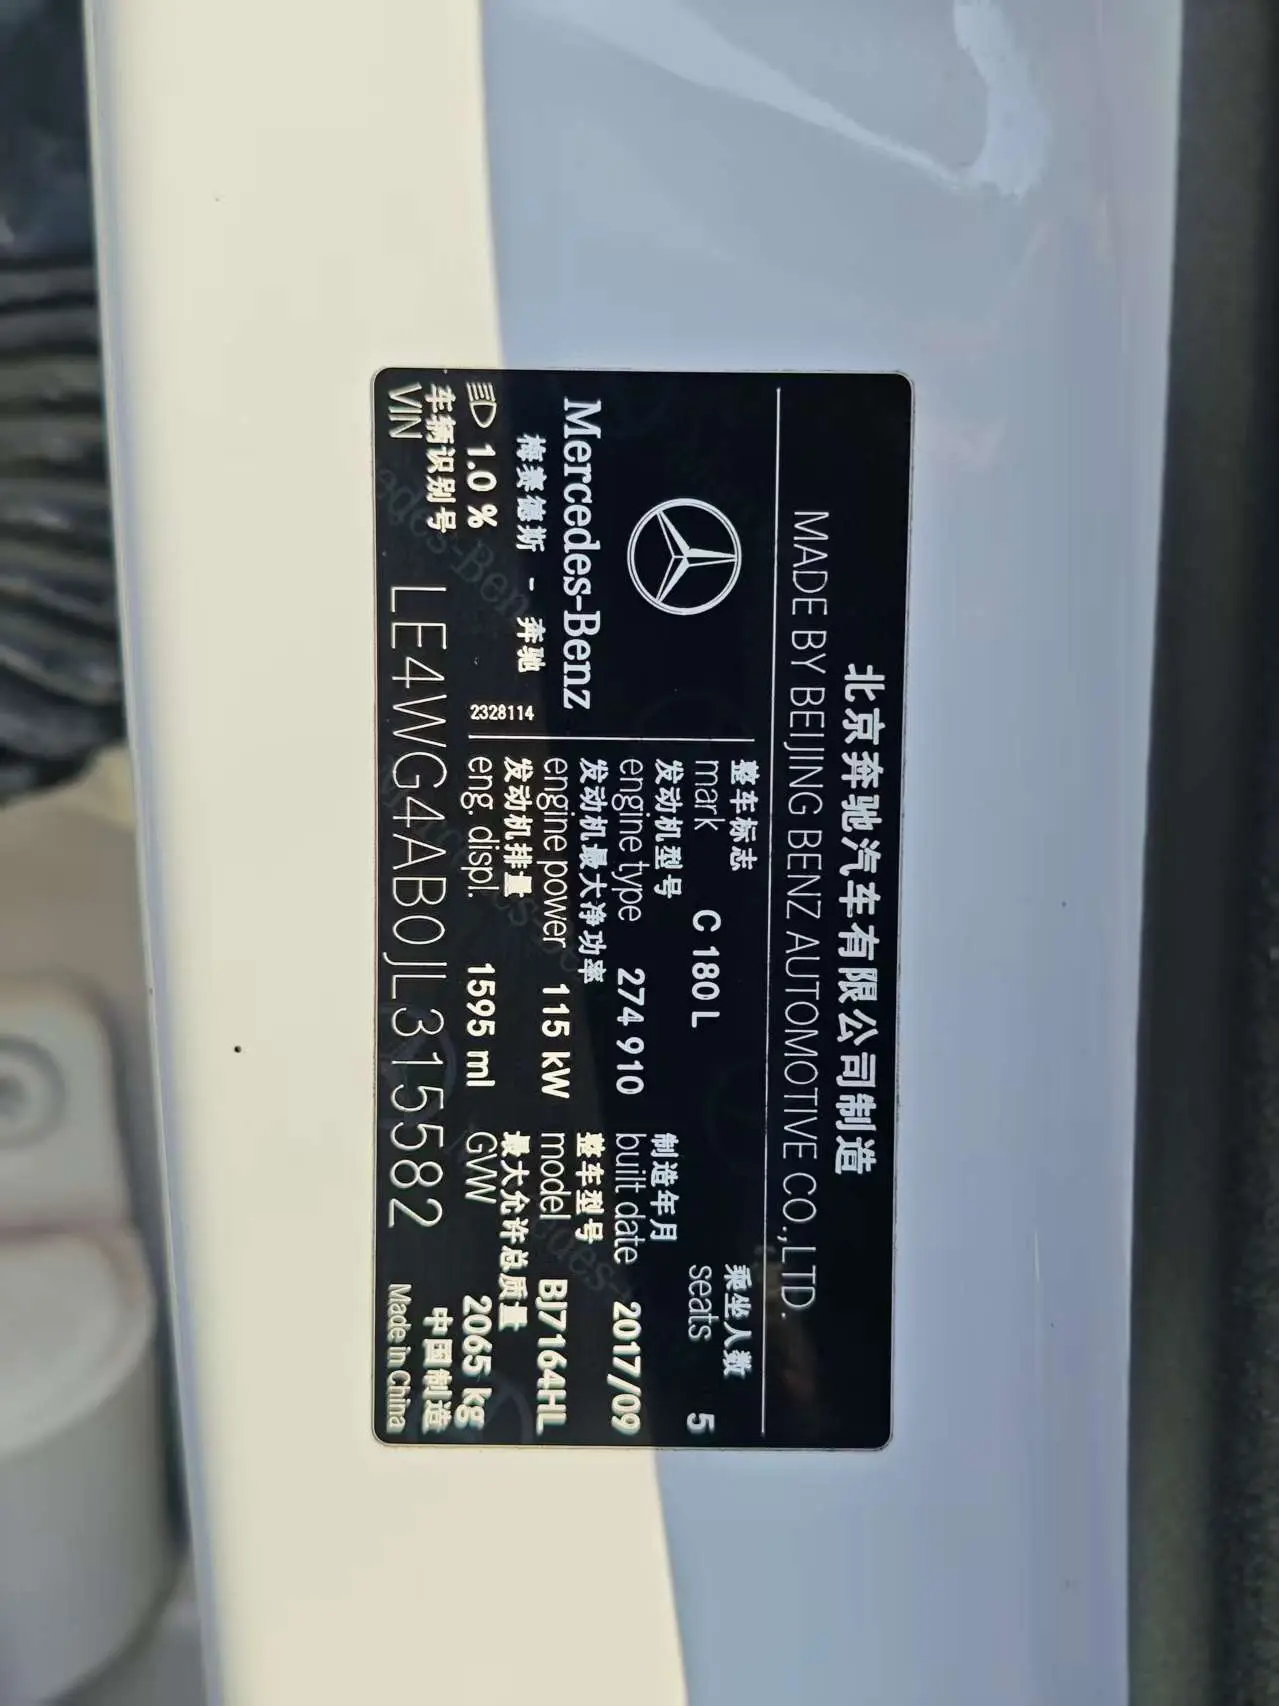 北京奔驰汽车有限公司制造
MADE BY BEIJING BENZ AUTOMOTIVE CO.,LTD.
整车标志
mark C 180 L
乘坐人数
seats 5
发动机型号
engine type 274 910
制造年月
built date 2017/09
发动机最大净功率
engine power 115 kW
整车型号
model BJ7164HL
发动机排量
eng. displ. 1595 ml
最大允许总质量
GVW 2065 kg
Mercedes-Benz
梅赛德斯 - 奔驰
2328114
1.0 %
车辆识别号
VIN LE4WG4AB0JL315582
中国制造
Made in China